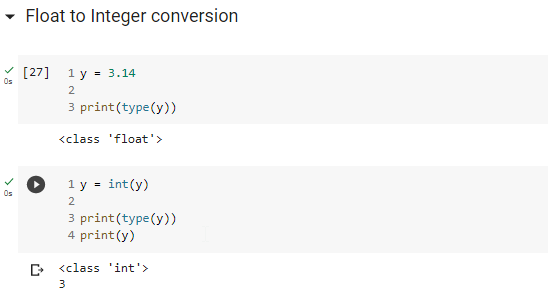 Float to Integer conversion
[27] 1 y = 3.14
0s 2
3 print(type(y))
<class 'float'>
1 y = int(y)
0s 2
3 print(type(y))
4 print(y)
<class 'int'>
3